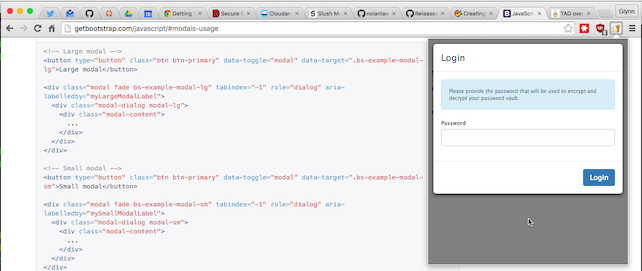 Getting
Secure S
Cloudan
Slush Mu
nolanlaw
Release
Creating
JavaScri
TAG ove
Glynn
getbootstrap.com/javascript/#modals-usage
<!-- Large modal -->
<button type="button" class="btn btn-primary" data-toggle="modal" data-target=".bs-example-modal-
lg">Large modal</button>
<div class="modal fade bs-example-modal-lg" tabindex="-1" role="dialog" aria-
labelledby="myLargeModalLabel">
<div class="modal-dialog modal-lg">
<div class="modal-content">
...
</div>
</div>
</div>
<!-- Small modal -->
<button type="button" class="btn btn-primary" data-toggle="modal" data-target=".bs-example-modal-
sm">Small modal</button>
<div class="modal fade bs-example-modal-sm" tabindex="-1" role="dialog" aria-
labelledby="mySmallModalLabel">
<div class="modal-dialog modal-sm">
<div class="modal-content">
...
</div>
</div>
</div>
Login
Please provide the password that will be used to encrypt and
decrypt your password vault.
Password
Login